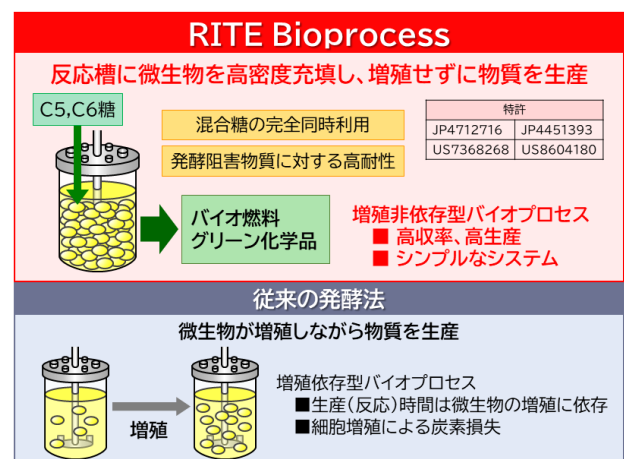 RITE Bioprocess
反応槽に微生物を高密度充填し、増殖せずに物質を生産
C5,C6糖
混合糖の完全同時利用
発酵阻害物質に対する高耐性
特許
JP4712716 JP4451393
US7368268 US8604180
バイオ燃料
グリーン化学品
増殖非依存型バイオプロセス
■ 高収率、高生産
■ シンプルなシステム
従来の発酵法
微生物が増殖しながら物質を生産
増殖
増殖依存型バイオプロセス
■生産(反応)時間は微生物の増殖に依存
■細胞増殖による炭素損失